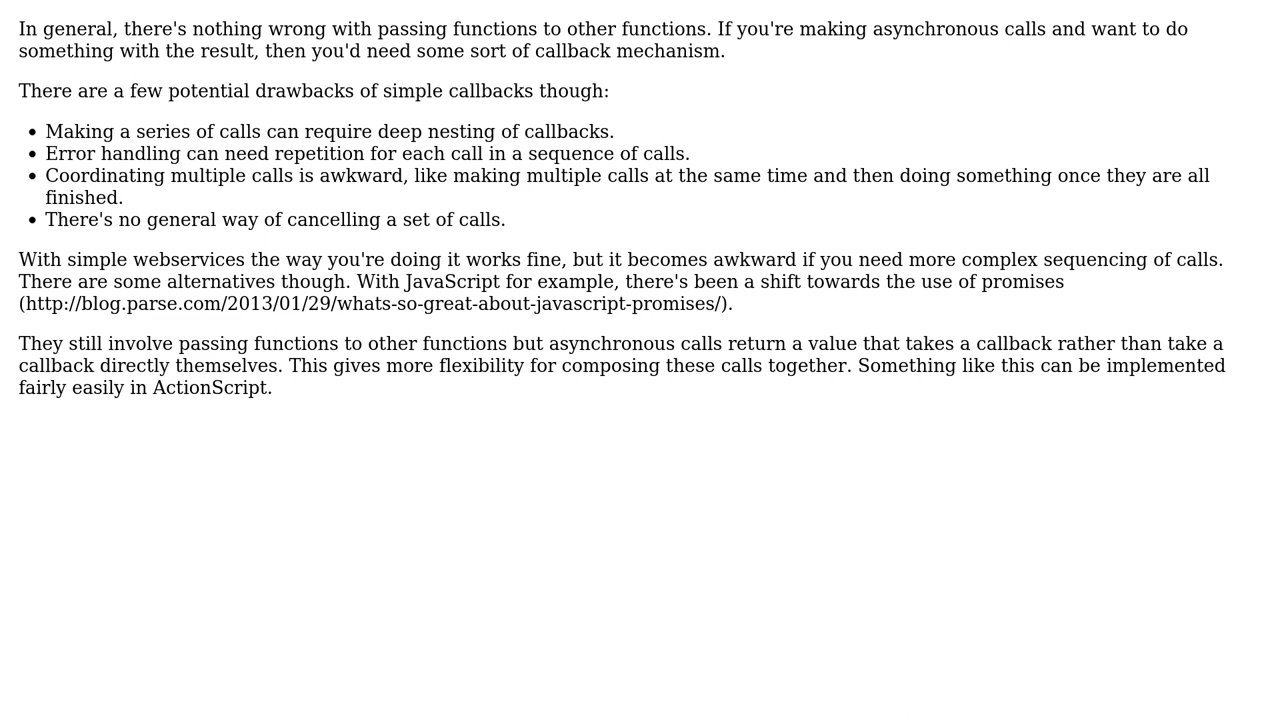 In general, there's nothing wrong with passing functions to other functions. If you're making asynchronous calls and want to do
something with the result, then you'd need some sort of callback mechanism.
There are a few potential drawbacks of simple callbacks though:
• Making a series of calls can require deep nesting of callbacks.
• Error handling can need repetition for each call in a sequence of calls.
• Coordinating multiple calls is awkward, like making multiple calls at the same time and then doing something once they are all
finished.
• There's no general way of cancelling a set of calls.
With simple webservices the way you're doing it works fine, but it becomes awkward if you need more complex sequencing of calls.
There are some alternatives though. With JavaScript for example, there's been a shift towards the use of promises
(http://blog.parse.com/2013/01/29/whats-so-great-about-javascript-promises/).
They still involve passing functions to other functions but asynchronous calls return a value that takes a callback rather than take a
callback directly themselves. This gives more flexibility for composing these calls together. Something like this can be implemented
fairly easily in ActionScript.